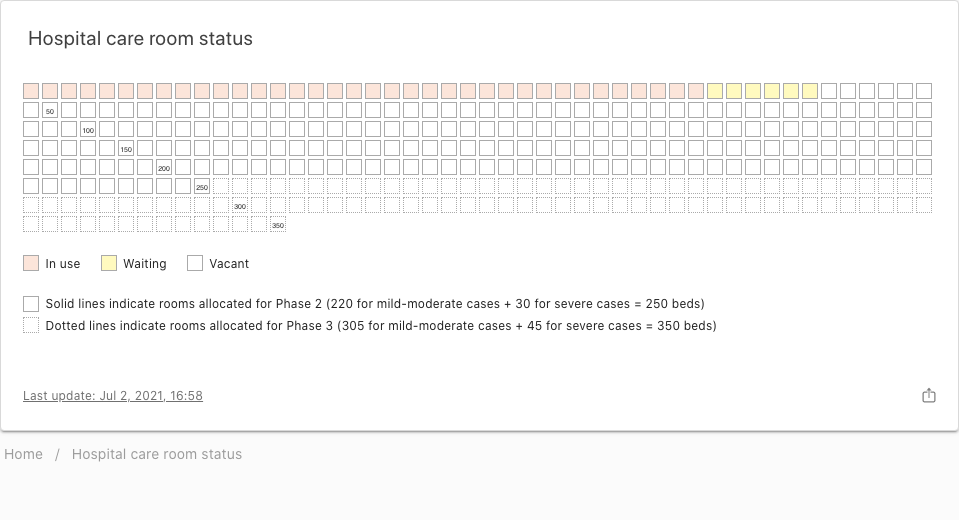 Hospital care room status
50
100
150
200
250
300
350
In use
Waiting
Vacant
Solid lines indicate rooms allocated for Phase 2 (220 for mild-moderate cases + 30 for severe cases = 250 beds)
Dotted lines indicate rooms allocated for Phase 3 (305 for mild-moderate cases + 45 for severe cases = 350 beds)
Last update: Jul 2, 2021, 16:58
Home / Hospital care room status